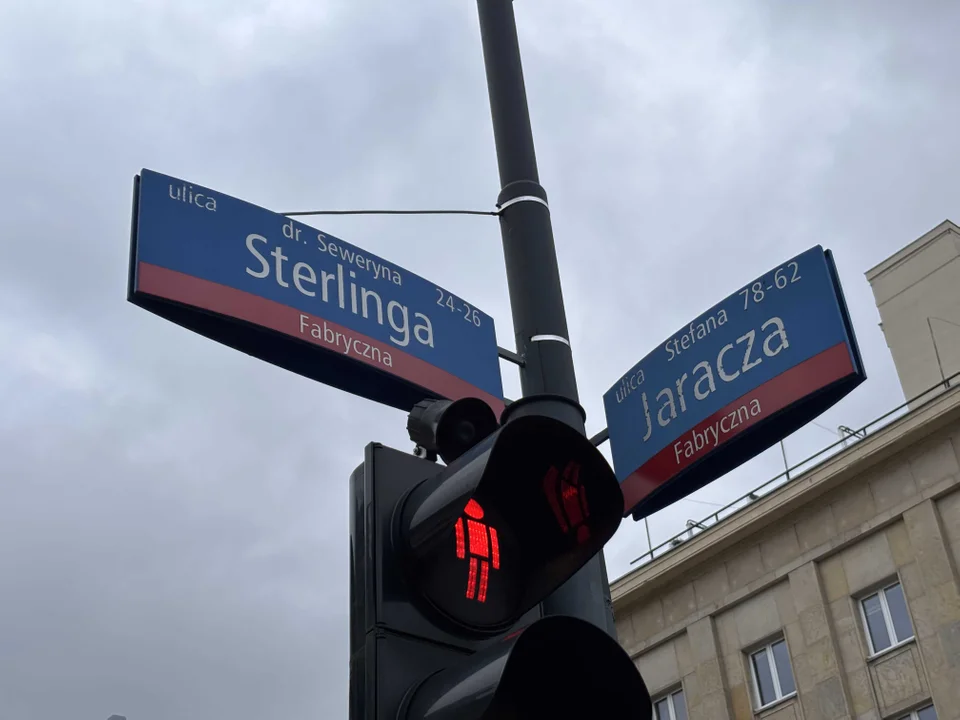 ulica
dr. Seweryna
Sterlinga 24-26
Fabryczna
ulica Stefana 78-62
Jaracza
Fabryczna